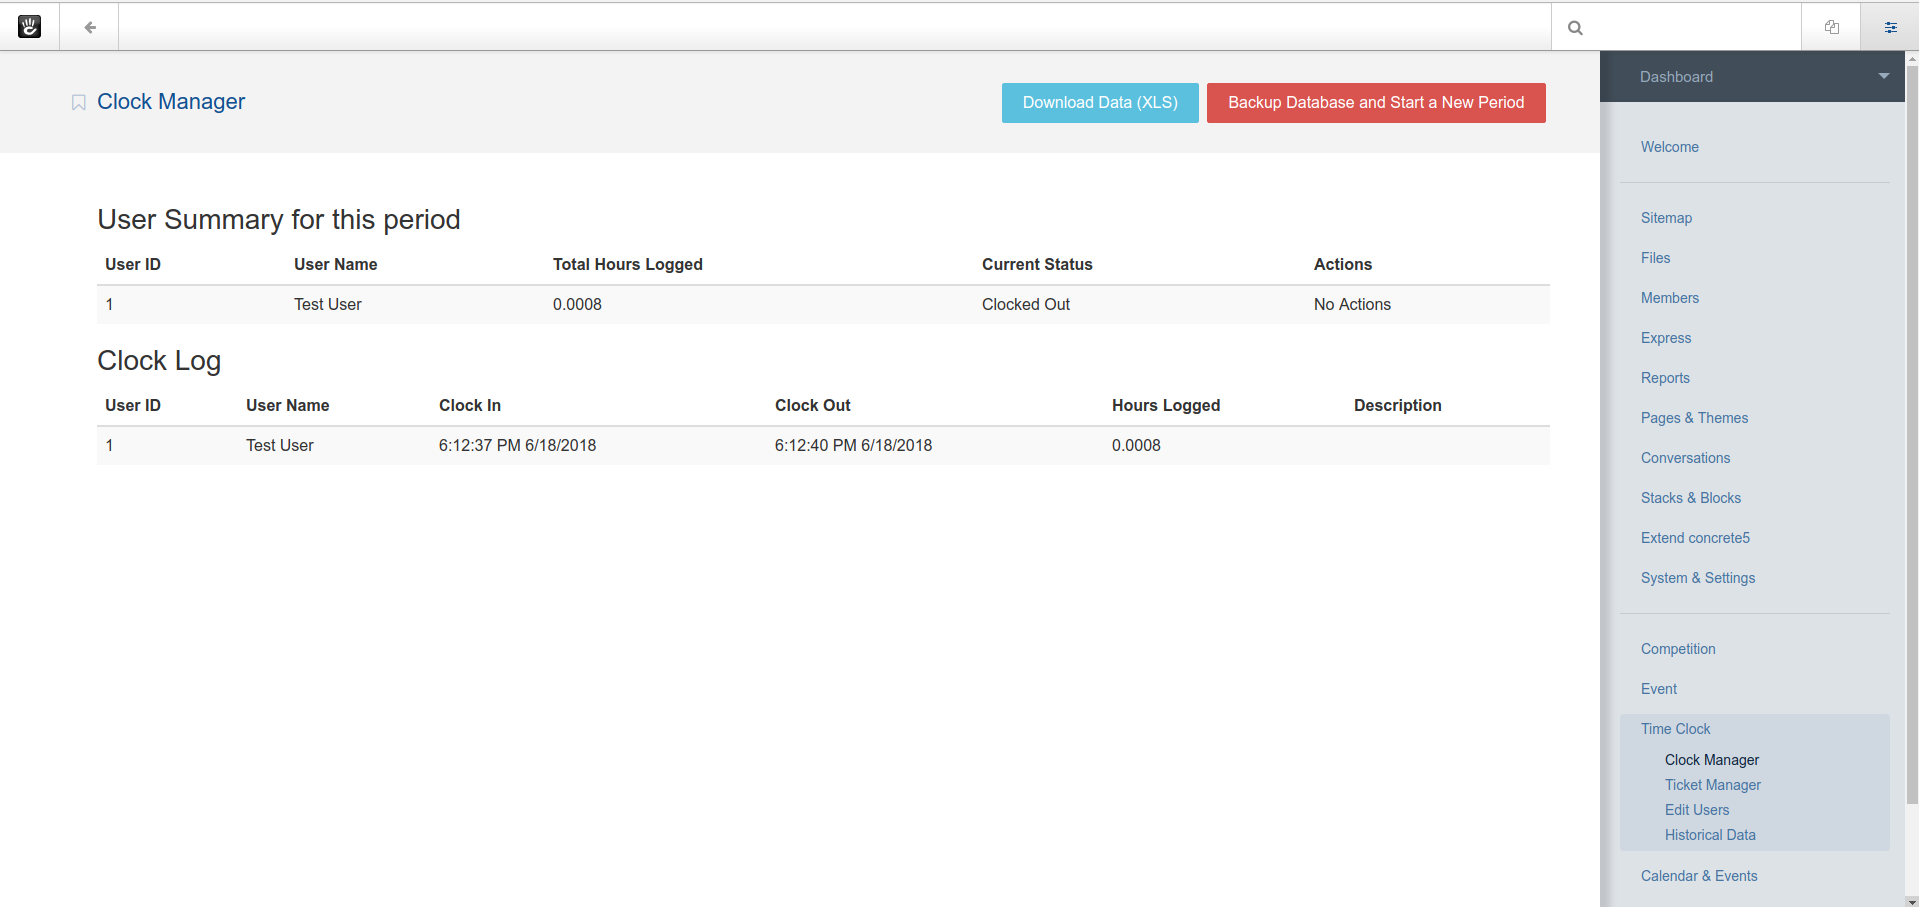 Dashboard
Clock Manager
Download Data (XLS)
Backup Database and Start a New Period
User Summary for this period
User ID User Name Total Hours Logged Current Status Actions
1 Test User 0.0008 Clocked Out No Actions
Clock Log
User ID User Name Clock In Clock Out Hours Logged Description
1 Test User 6:12:37 PM 6/18/2018 6:12:40 PM 6/18/2018 0.0008
Welcome
Sitemap
Files
Members
Express
Reports
Pages & Themes
Conversations
Stacks & Blocks
Extend concrete5
System & Settings
Competition
Event
Time Clock
Clock Manager
Ticket Manager
Edit Users
Historical Data
Calendar & Events